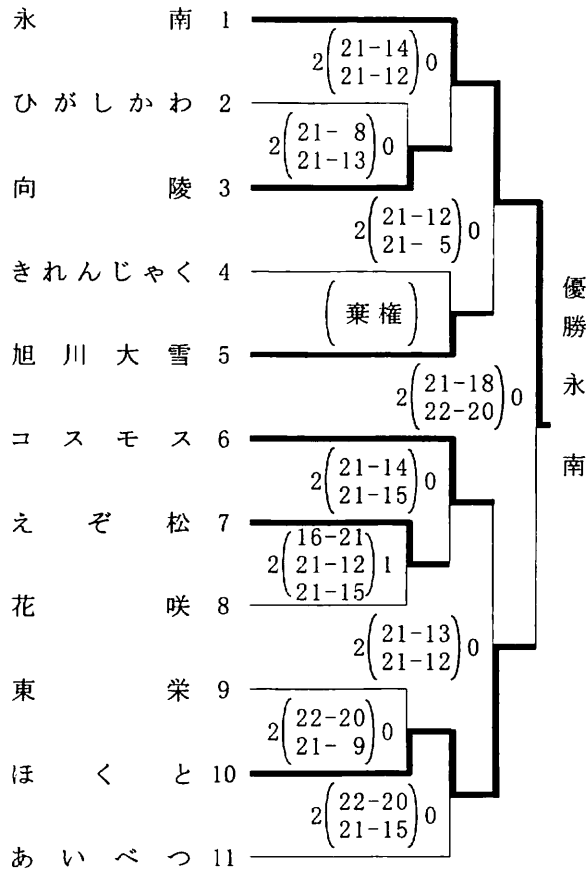 永南 1
2(21-14 21-12)0
ひがしかわ 2
2(21- 8 21-13)0
向陵 3
2(21-12 21- 5)0
きれんじゃく 4
(棄権)
旭川大雪 5
2(21-18 22-20)0
優勝 永南
コスモス 6
2(21-14 21-15)0
えぞ松 7
2(16-21 21-12 21-15)1
花咲 8
2(21-13 21-12)0
東栄 9
2(22-20 21- 9)0
ほくと 10
2(22-20 21-15)0
あいべつ 11